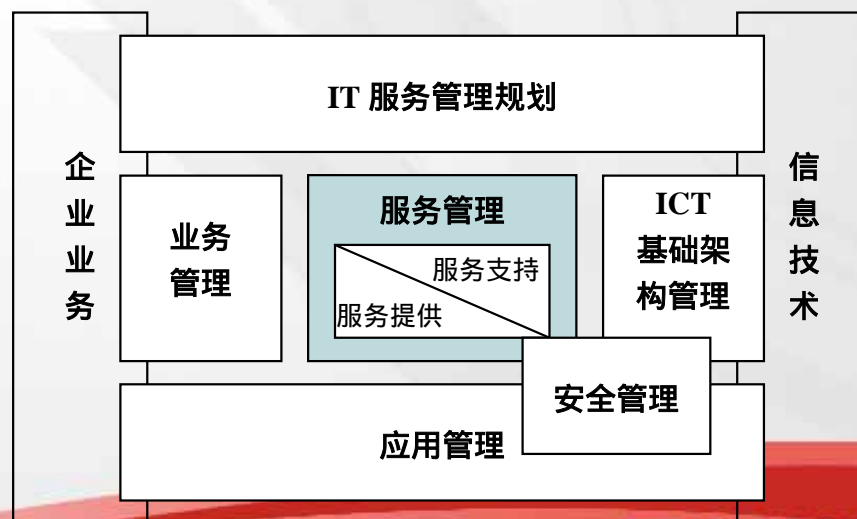 IT 服务管理规划
企
业
业
务
业务
管理
服务管理
服务支持
服务提供
ICT
基础架
构管理
信
息
技
术
安全管理
应用管理